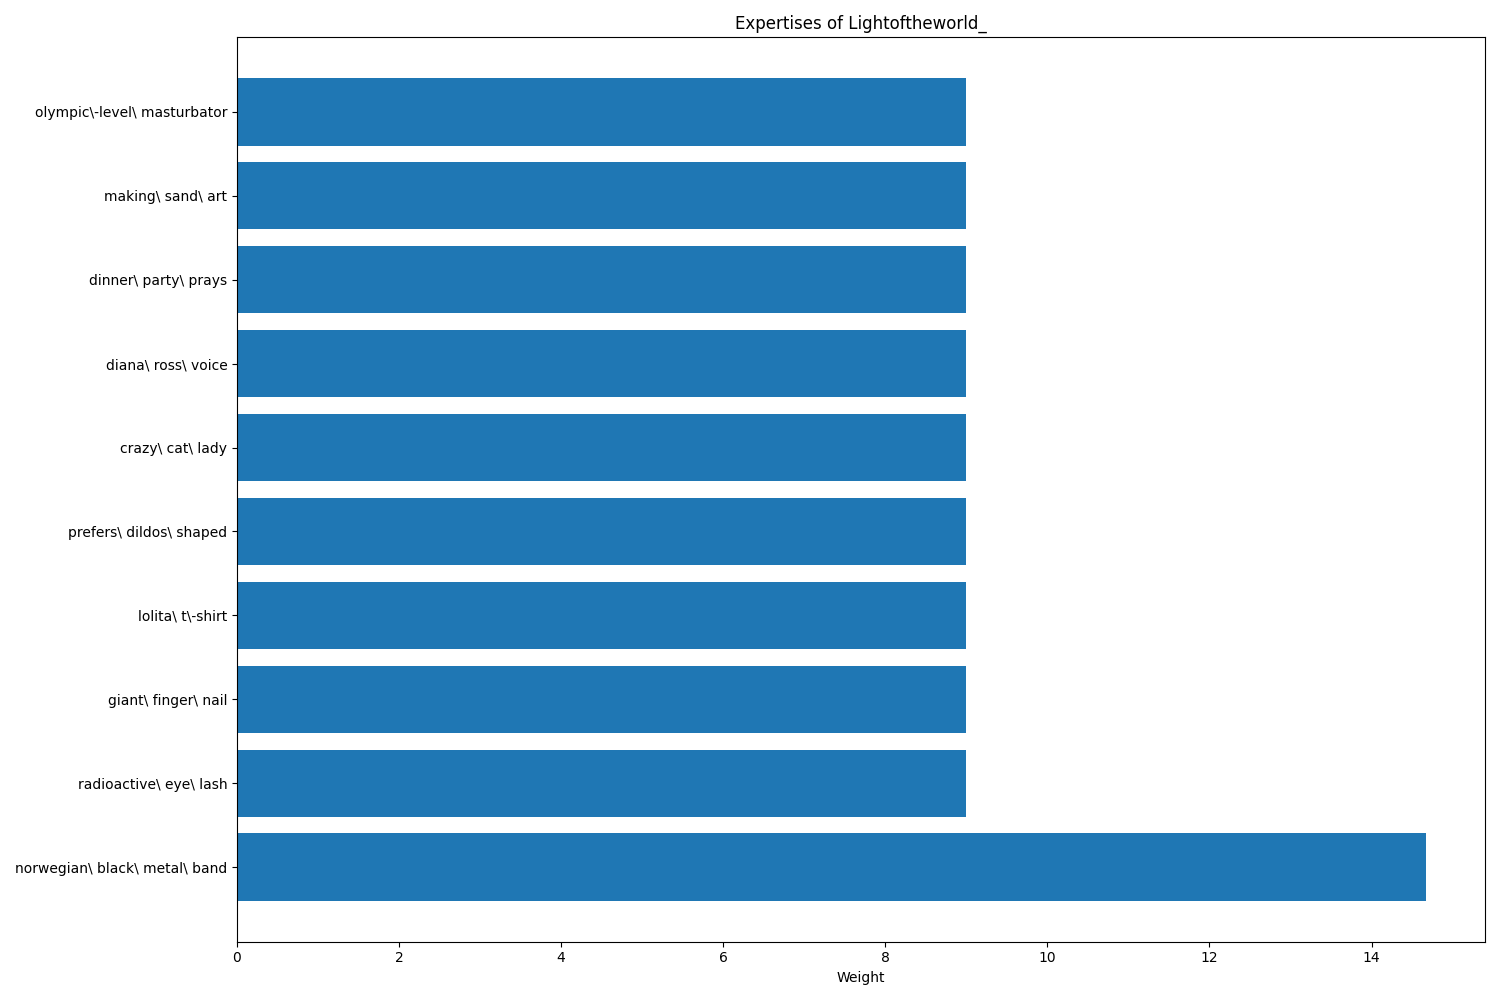 Expertises of Lightoftheworld_
olympic\-level\ masturbator
making\ sand\ art
dinner\ party\ prays
diana\ ross\ voice
crazy\ cat\ lady
prefers\ dildos\ shaped
lolita\ t\-shirt
giant\ finger\ nail
radioactive\ eye\ lash
norwegian\ black\ metal\ band
0 2 4 6 8 10 12 14
Weight